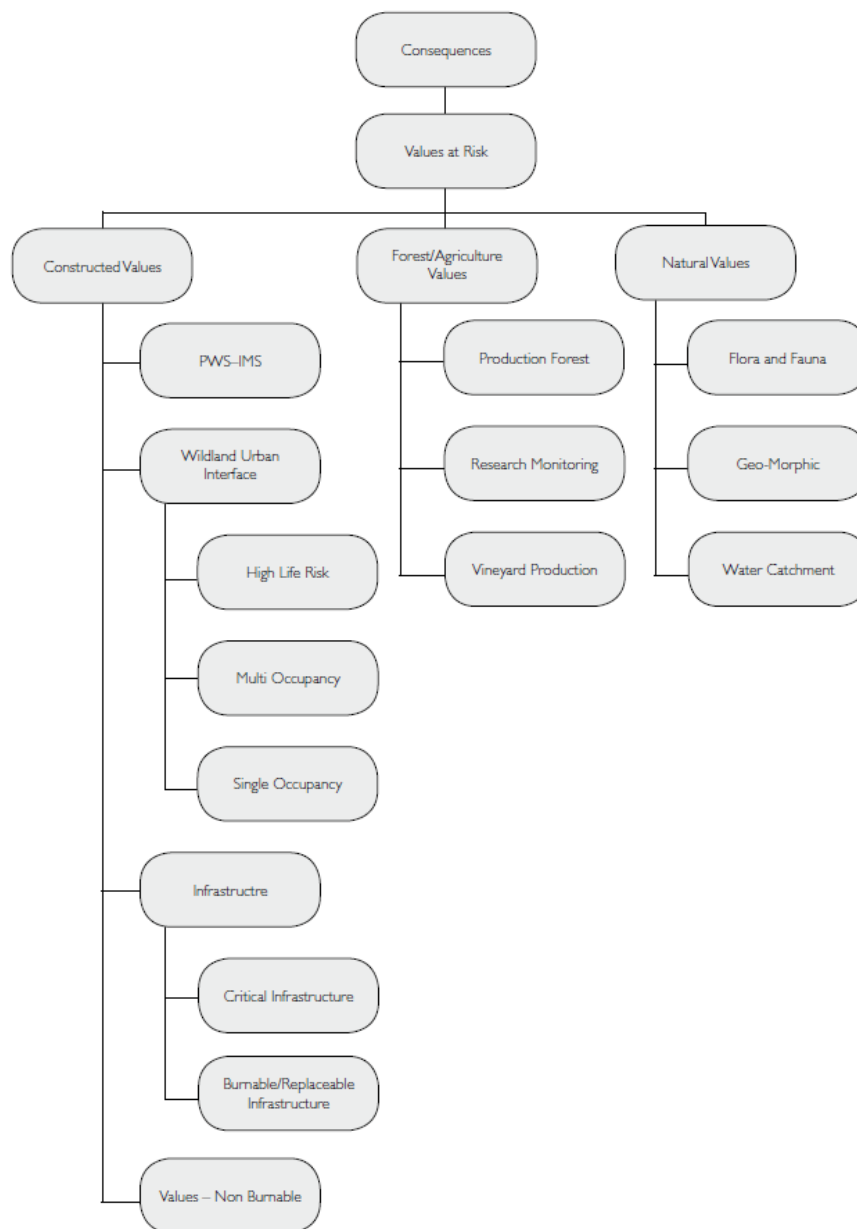 Consequences
Values at Risk
Constructed Values
Forest/Agriculture
Values
Natural Values
PWS–IMS
Production Forest
Flora and Fauna
Wildland Urban
Interface
Research Monitoring
Geo-Morphic
High Life Risk
Vineyard Production
Water Catchment
Multi Occupancy
Single Occupancy
Infrastructre
Critical Infrastructure
Burnable/Replaceable
Infrastructure
Values – Non Burnable